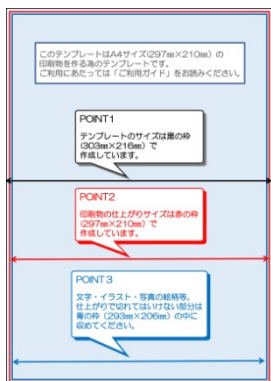 このテンプレートはA4サイズ(297㎜×210㎜)の
印刷物を作る為のテンプレートです。
ご利用にあたっては「ご利用ガイド」をお読みください。
POINT1
テンプレートのサイズは黒の枠
(303㎜×216㎜)で
作成しています。
POINT2
印刷物の仕上がりサイズは赤の枠
(297㎜×210㎜)で
作成しています。
POINT3
文字・イラスト・写真の絵柄等、
仕上がりで切れてはいけない部分は
青の枠(293㎜×206㎜)の中に
収めてください。